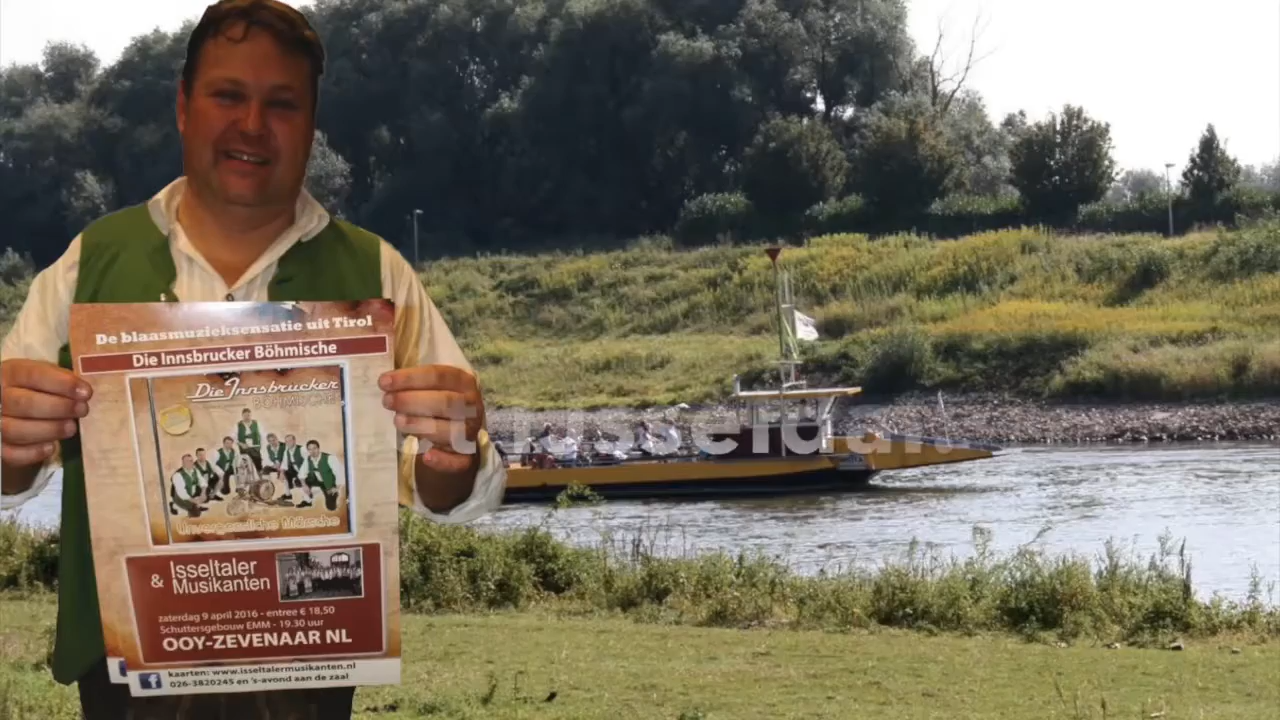 De blaasmuzieksensatie uit Tirol
Die Innsbrucker Böhmische
Die Innsbrucker
BÖHMISCHE
Unvergessliche Märsche
& Isseltaler
Musikanten
zaterdag 9 april 2016 - entree € 18,50
Schuttersgebouw EMM - 19.30 uur
OOY-ZEVENAAR NL
kaarten: www.isseltalermusikanten.nl
026-3820245 en 's-avond aan de zaal